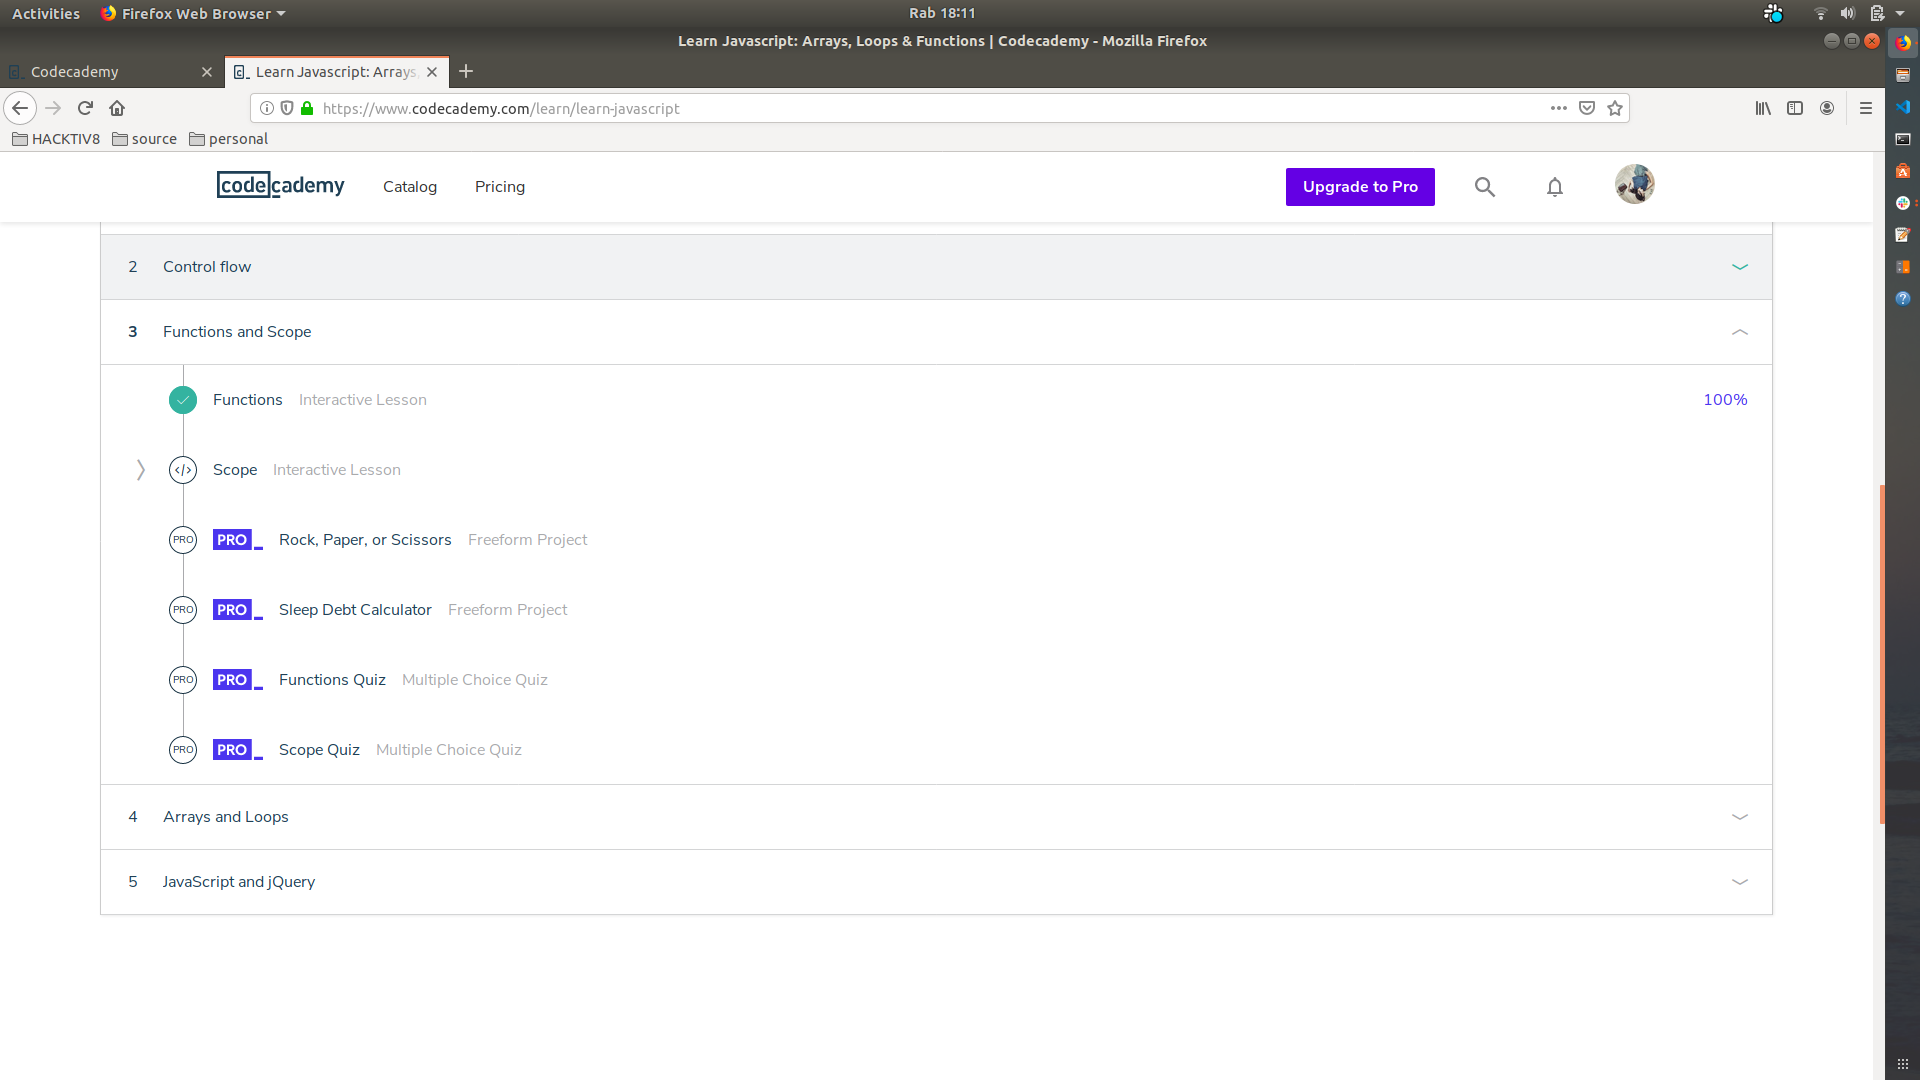 Activities Firefox Web Browser Rab 18:11
Learn Javascript: Arrays, Loops & Functions | Codecademy - Mozilla Firefox
Codecademy Learn Javascript: Arrays,
https://www.codecademy.com/learn/learn-javascript
HACKTIV8 source personal
codecademy Catalog Pricing Upgrade to Pro
2 Control flow
3 Functions and Scope
Functions Interactive Lesson 100%
Scope Interactive Lesson
PRO PRO Rock, Paper, or Scissors Freeform Project
PRO PRO Sleep Debt Calculator Freeform Project
PRO PRO Functions Quiz Multiple Choice Quiz
PRO PRO Scope Quiz Multiple Choice Quiz
4 Arrays and Loops
5 JavaScript and jQuery